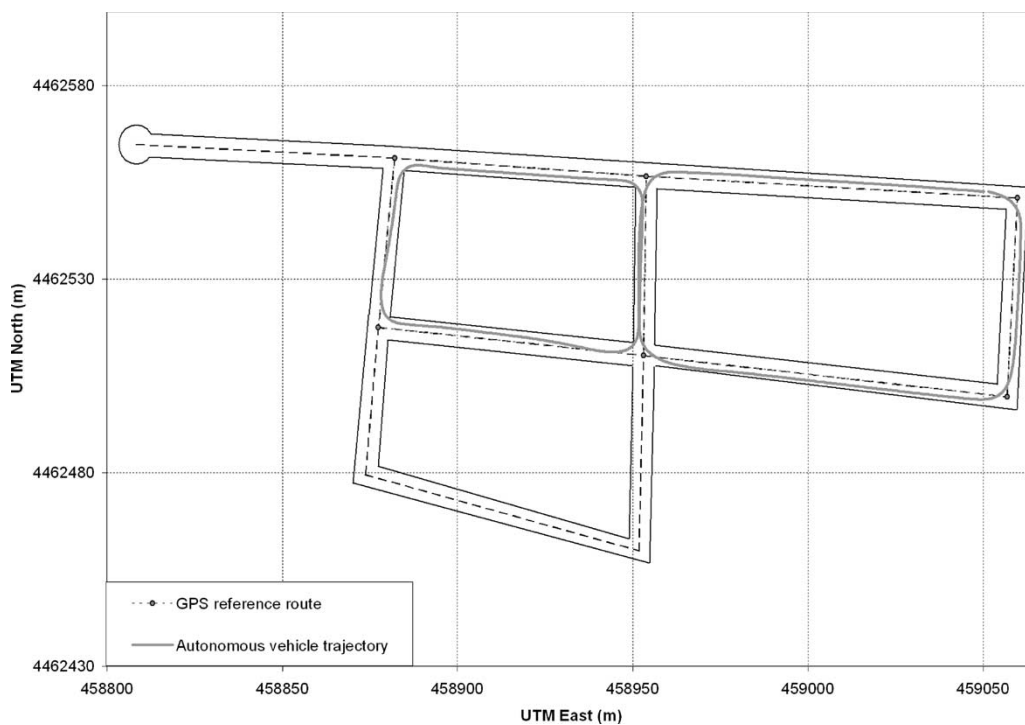 UTM North (m)
4462580
4462530
4462480
4462430
GPS reference route
Autonomous vehicle trajectory
458800
458850
458900
458950
459000
459050
UTM East (m)